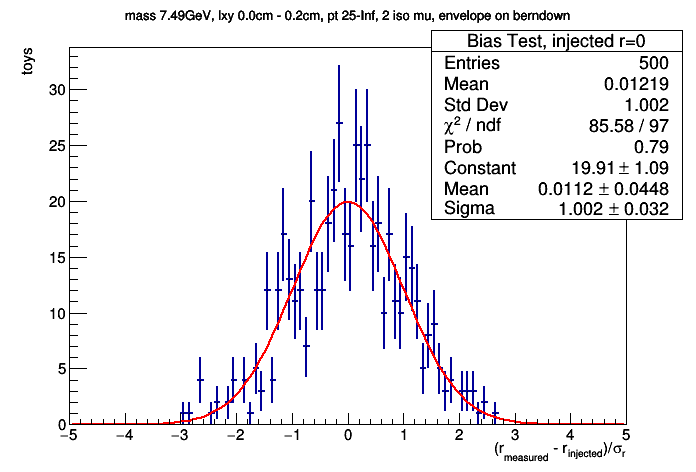 mass 7.49GeV, lxy 0.0cm - 0.2cm, pt 25-Inf, 2 iso mu, envelope on berndown
Bias Test, injected r=0
Entries 500
Mean 0.01219
Std Dev 1.002
χ² / ndf 85.58 / 97
Prob 0.79
Constant 19.91 ± 1.09
Mean 0.0112 ± 0.0448
Sigma 1.002 ± 0.032
toys
30
25
20
15
10
5
0
−5 −4 −3 −2 −1 0 1 2 3 4 5
(r_measured - r_injected)/σ_r